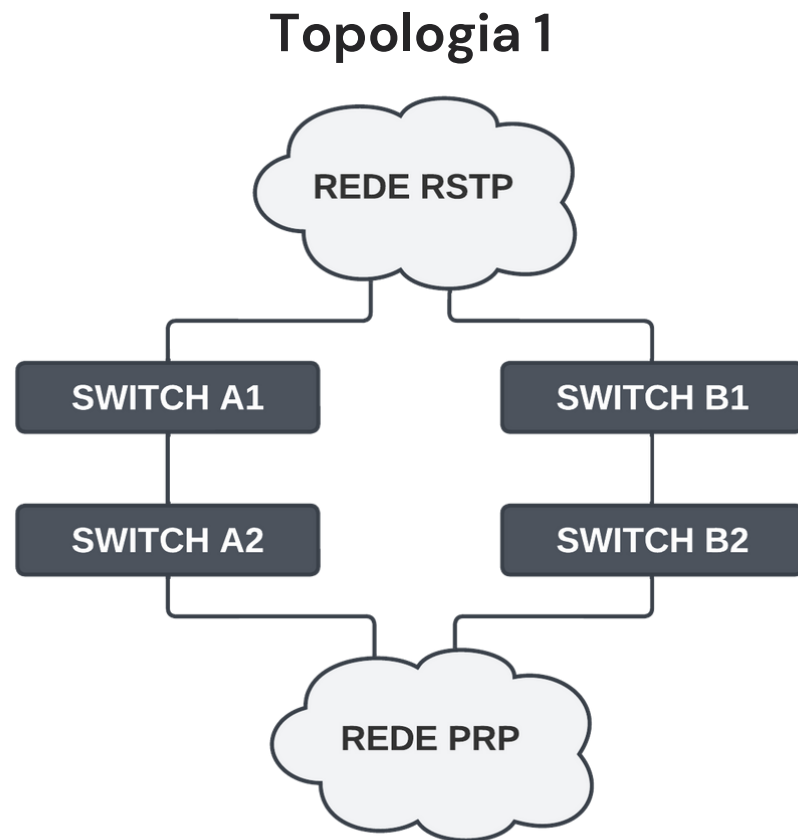 Topologia 1
REDE RSTP
SWITCH A1
SWITCH B1
SWITCH A2
SWITCH B2
REDE PRP